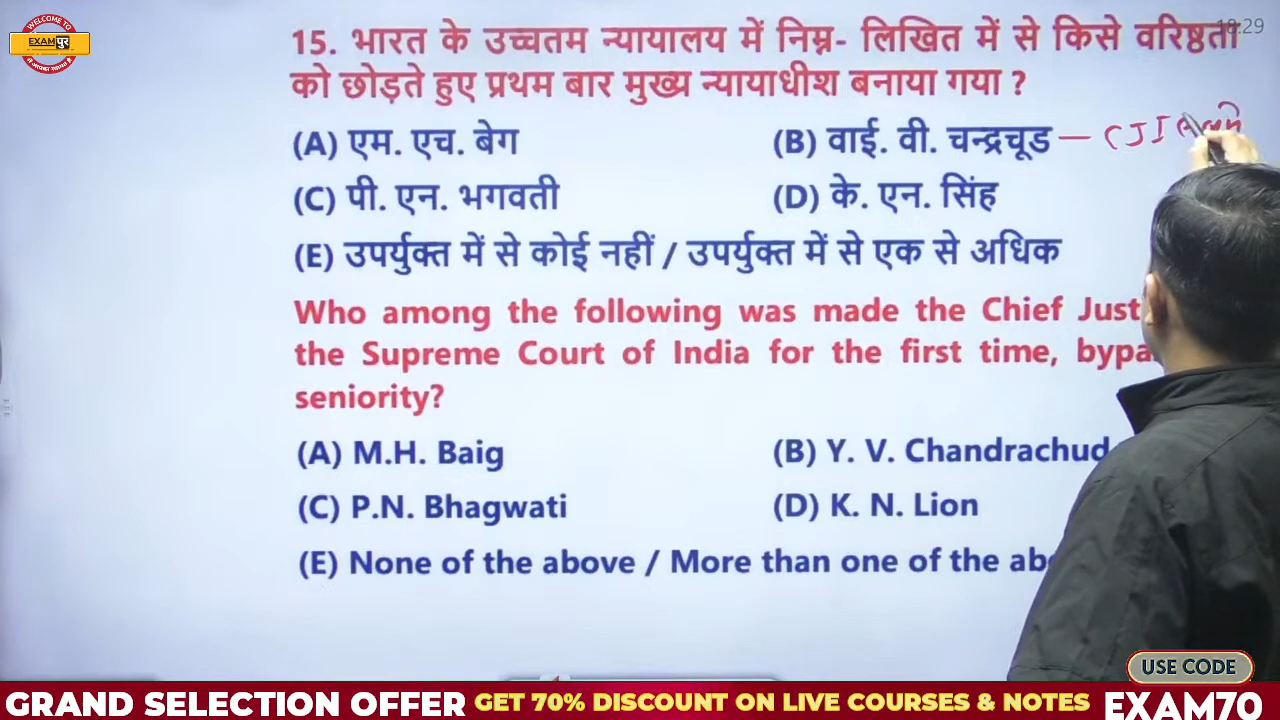 WELCOME TO
EXAMपुर
18:29
15. भारत के उच्चतम न्यायालय में निम्न- लिखित में से किसे वरिष्ठता
को छोड़ते हुए प्रथम बार मुख्य न्यायाधीश बनाया गया ?
(A) एम. एच. बेग
(B) वाई. वी. चन्द्रचूड — CJI
(C) पी. एन. भगवती
(D) के. एन. सिंह
(E) उपर्युक्त में से कोई नहीं / उपर्युक्त में से एक से अधिक
Who among the following was made the Chief Just
the Supreme Court of India for the first time, bypa
seniority?
(A) M.H. Baig
(B) Y. V. Chandrachud
(C) P.N. Bhagwati
(D) K. N. Lion
(E) None of the above / More than one of the ab
USE CODE
GRAND SELECTION OFFER GET 70% DISCOUNT ON LIVE COURSES & NOTES EXAM70